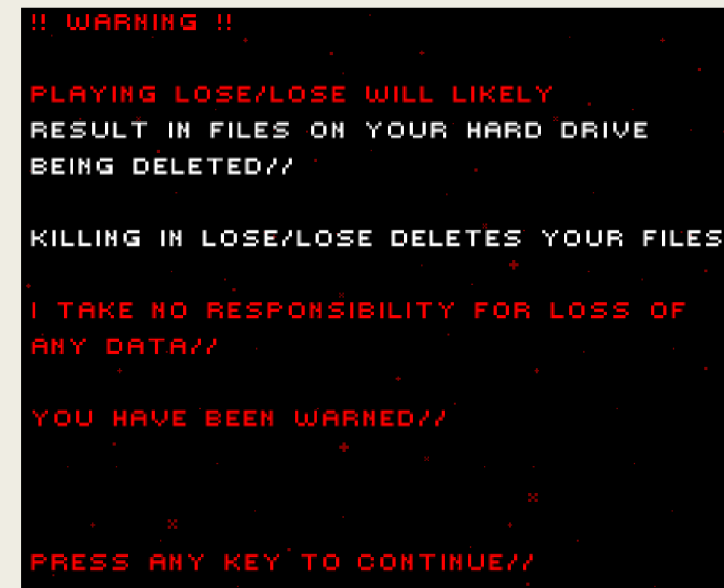 !! WARNING !!
PLAYING LOSE/LOSE WILL LIKELY
RESULT IN FILES ON YOUR HARD DRIVE
BEING DELETED//
KILLING IN LOSE/LOSE DELETES YOUR FILES
I TAKE NO RESPONSIBILITY FOR LOSS OF
ANY DATA//
YOU HAVE BEEN WARNED//
PRESS ANY KEY TO CONTINUE//